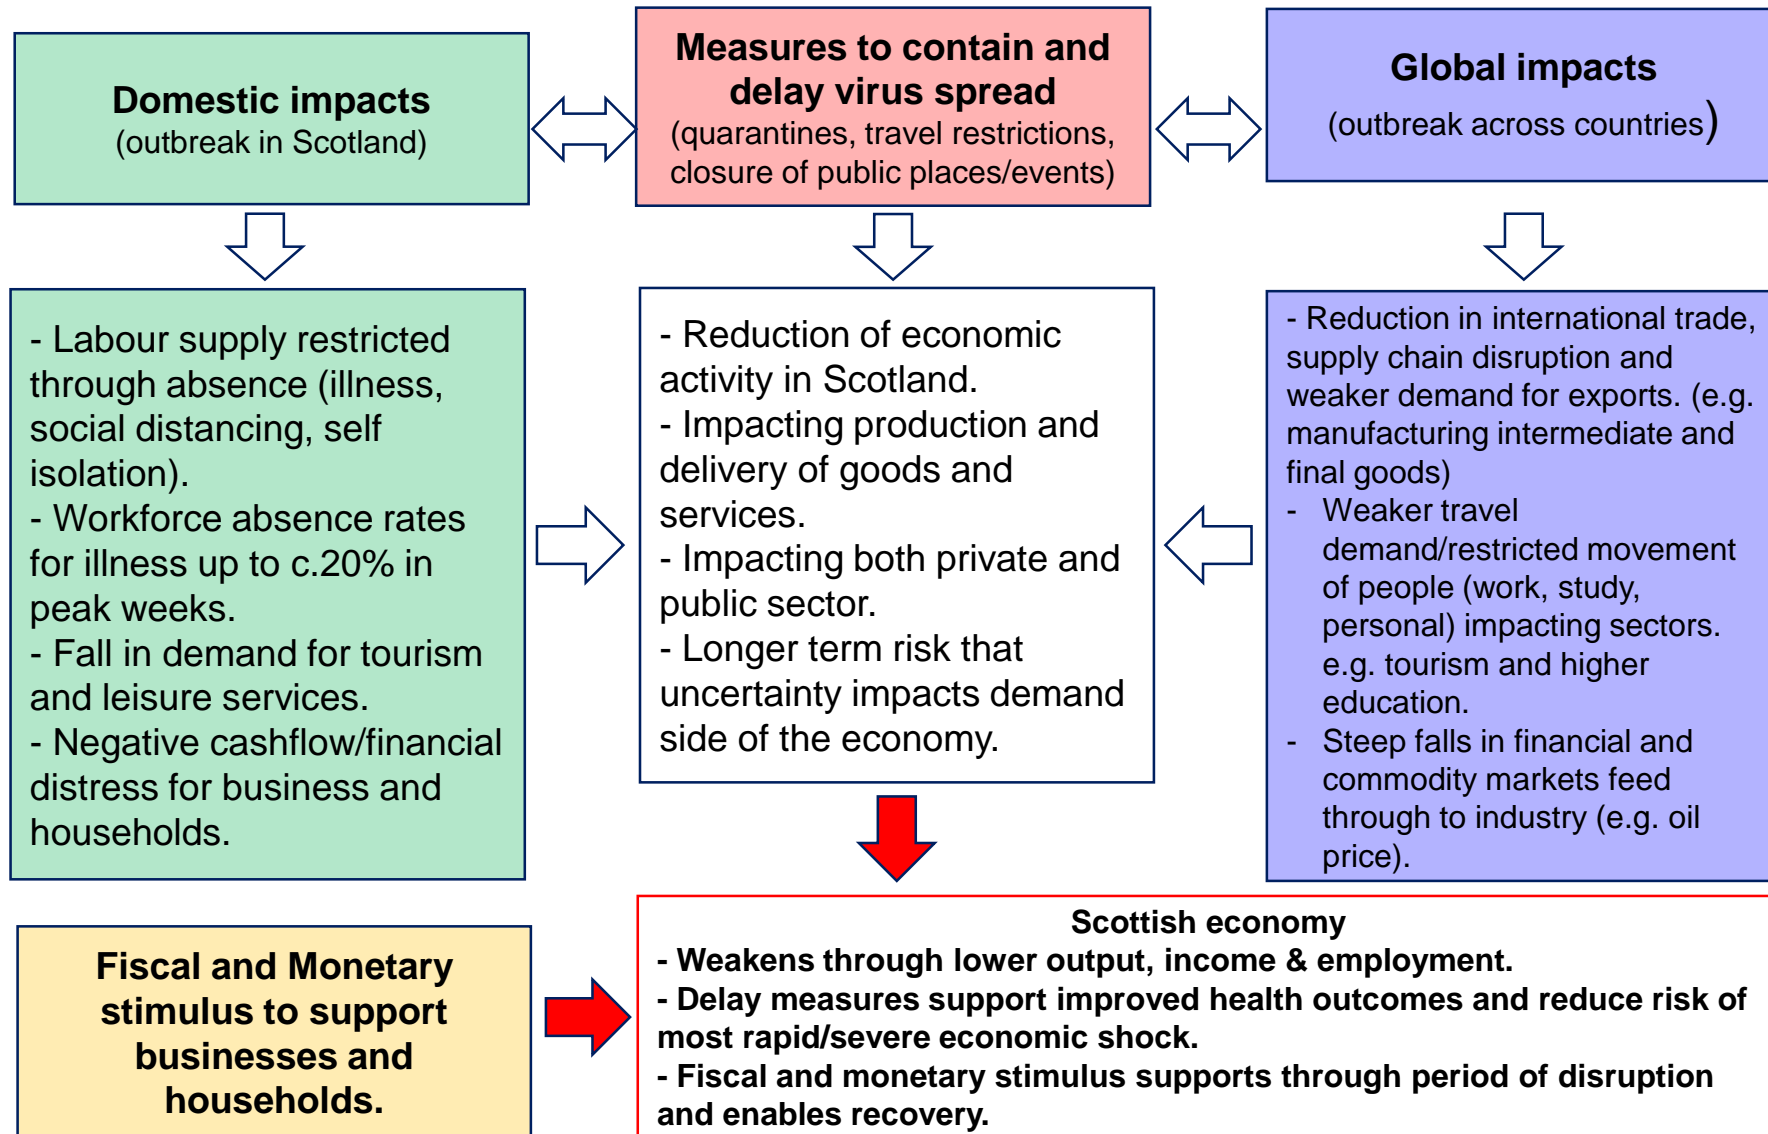 Domestic impacts
(outbreak in Scotland)
Measures to contain and
delay virus spread
(quarantines, travel restrictions,
closure of public places/events)
Global impacts
(outbreak across countries)
- Labour supply restricted
through absence (illness,
social distancing, self
isolation).
- Workforce absence rates
for illness up to c.20% in
peak weeks.
- Fall in demand for tourism
and leisure services.
- Negative cashflow/financial
distress for business and
households.
- Reduction of economic
activity in Scotland.
- Impacting production and
delivery of goods and
services.
- Impacting both private and
public sector.
- Longer term risk that
uncertainty impacts demand
side of the economy.
- Reduction in international trade,
supply chain disruption and
weaker demand for exports. (e.g.
manufacturing intermediate and
final goods)
- Weaker travel
demand/restricted movement
of people (work, study,
personal) impacting sectors.
e.g. tourism and higher
education.
- Steep falls in financial and
commodity markets feed
through to industry (e.g. oil
price).
Fiscal and Monetary
stimulus to support
businesses and
households.
Scottish economy
- Weakens through lower output, income & employment.
- Delay measures support improved health outcomes and reduce risk of
most rapid/severe economic shock.
- Fiscal and monetary stimulus supports through period of disruption
and enables recovery.